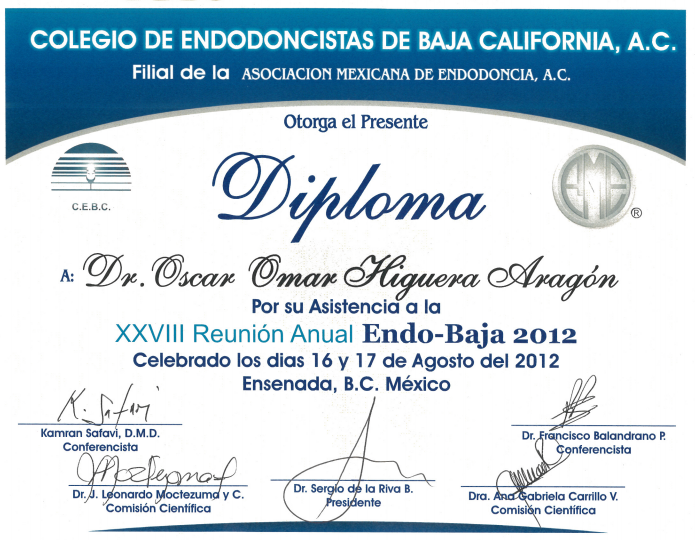 COLEGIO DE ENDODONCISTAS DE BAJA CALIFORNIA, A.C.
Filial de la ASOCIACION MEXICANA DE ENDODONCIA, A.C.
Otorga el Presente
Diploma
C.E.B.C.
AME
®
A: Dr. Oscar Omar Higuera Aragón
Por su Asistencia a la
XXVIII Reunión Anual Endo-Baja 2012
Celebrado los dias 16 y 17 de Agosto del 2012
Ensenada, B.C. México
K. Safavi
Kamran Safavi, D.M.D.
Conferencista
Dr. Francisco Balandrano P.
Conferencista
Dr. J. Leonardo Moctezuma y C.
Comisión Científica
Dr. Sergio de la Riva B.
Presidente
Dra. Ana Gabriela Carrillo V.
Comisión Científica